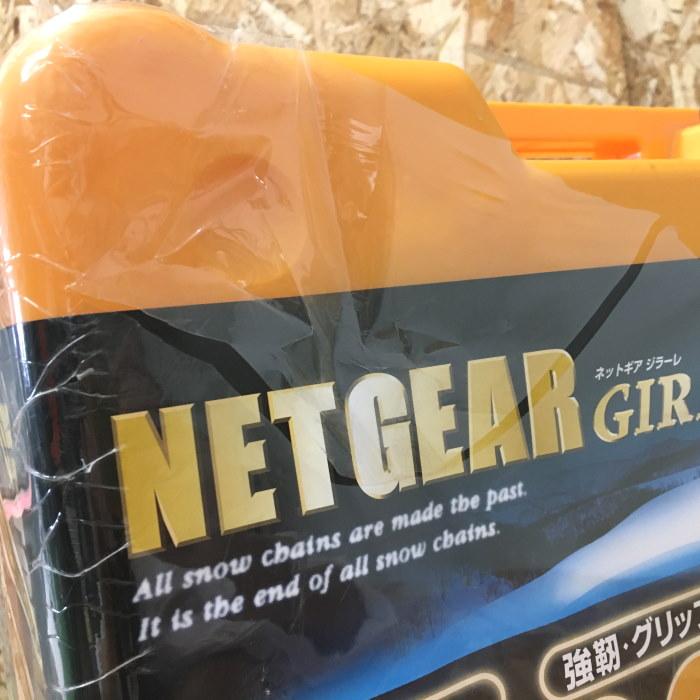 ネットギア ジラーレ
NETGEAR GIR
All snow chains are made the past.
It is the end of all snow chains.
強靭・グリップ